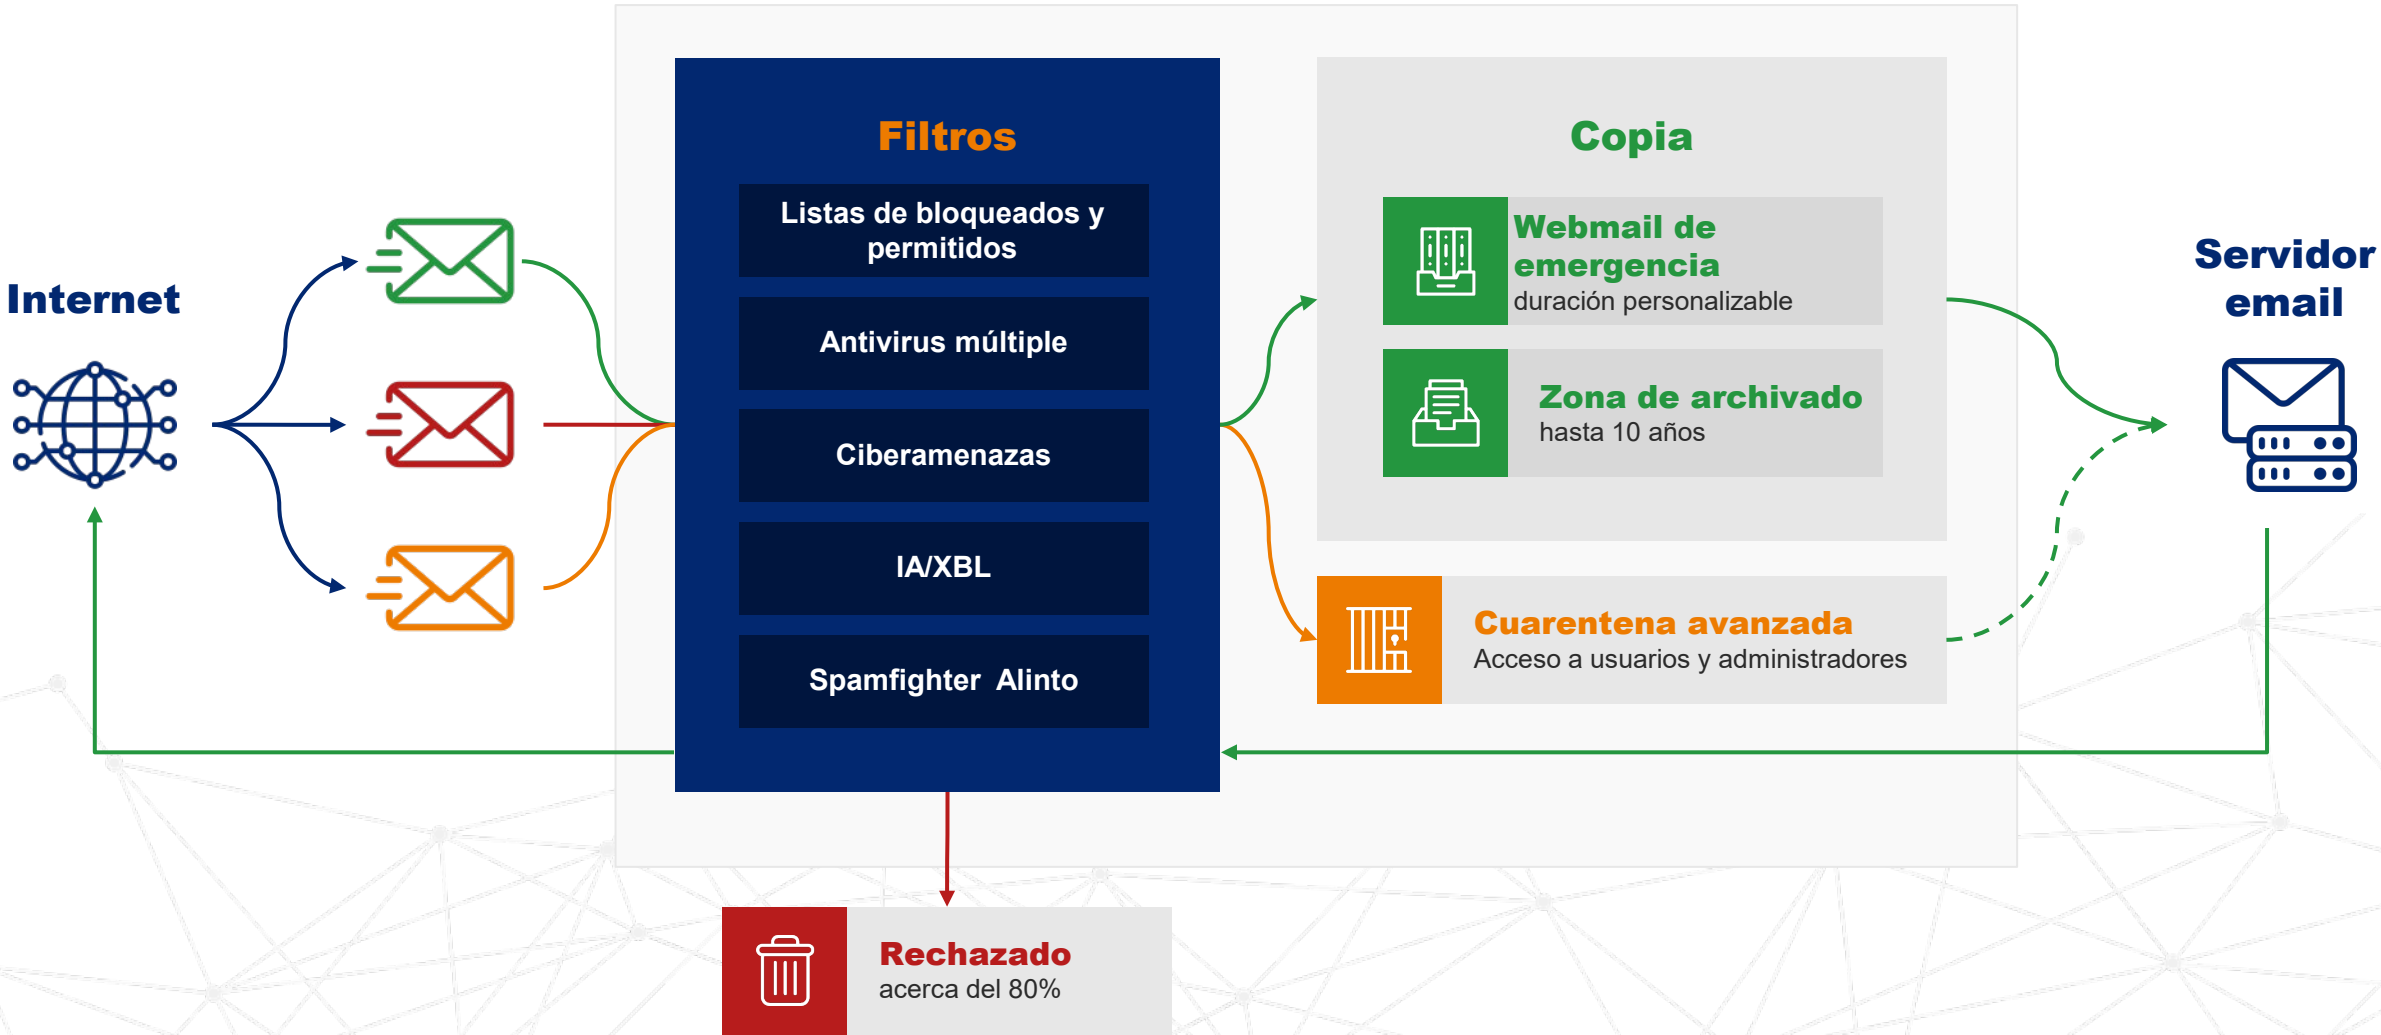 Internet
Filtros
Listas de bloqueados y
permitidos
Antivirus múltiple
Ciberamenazas
IA/XBL
Spamfighter  Alinto
Copia
Webmail de
emergencia
duración personalizable
Zona de archivado
hasta 10 años
Cuarentena avanzada
Acceso a usuarios y administradores
Servidor
email
Rechazado
acerca del 80%